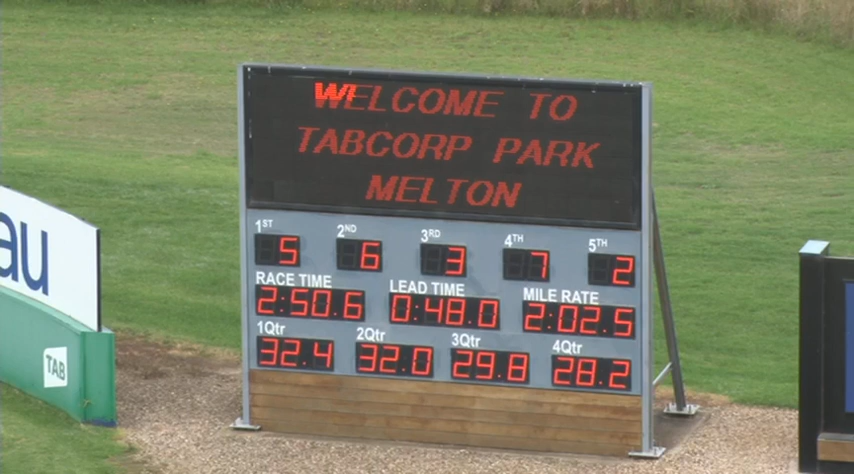 WELCOME TO
TABCORP PARK
MELTON
1ST 2ND 3RD 4TH 5TH
5 6 3 7 2
RACE TIME LEAD TIME MILE RATE
2:50.6 0:48.0 2:02.5
1Qtr 2Qtr 3Qtr 4Qtr
32.4 32.0 29.8 28.2
au
TAB